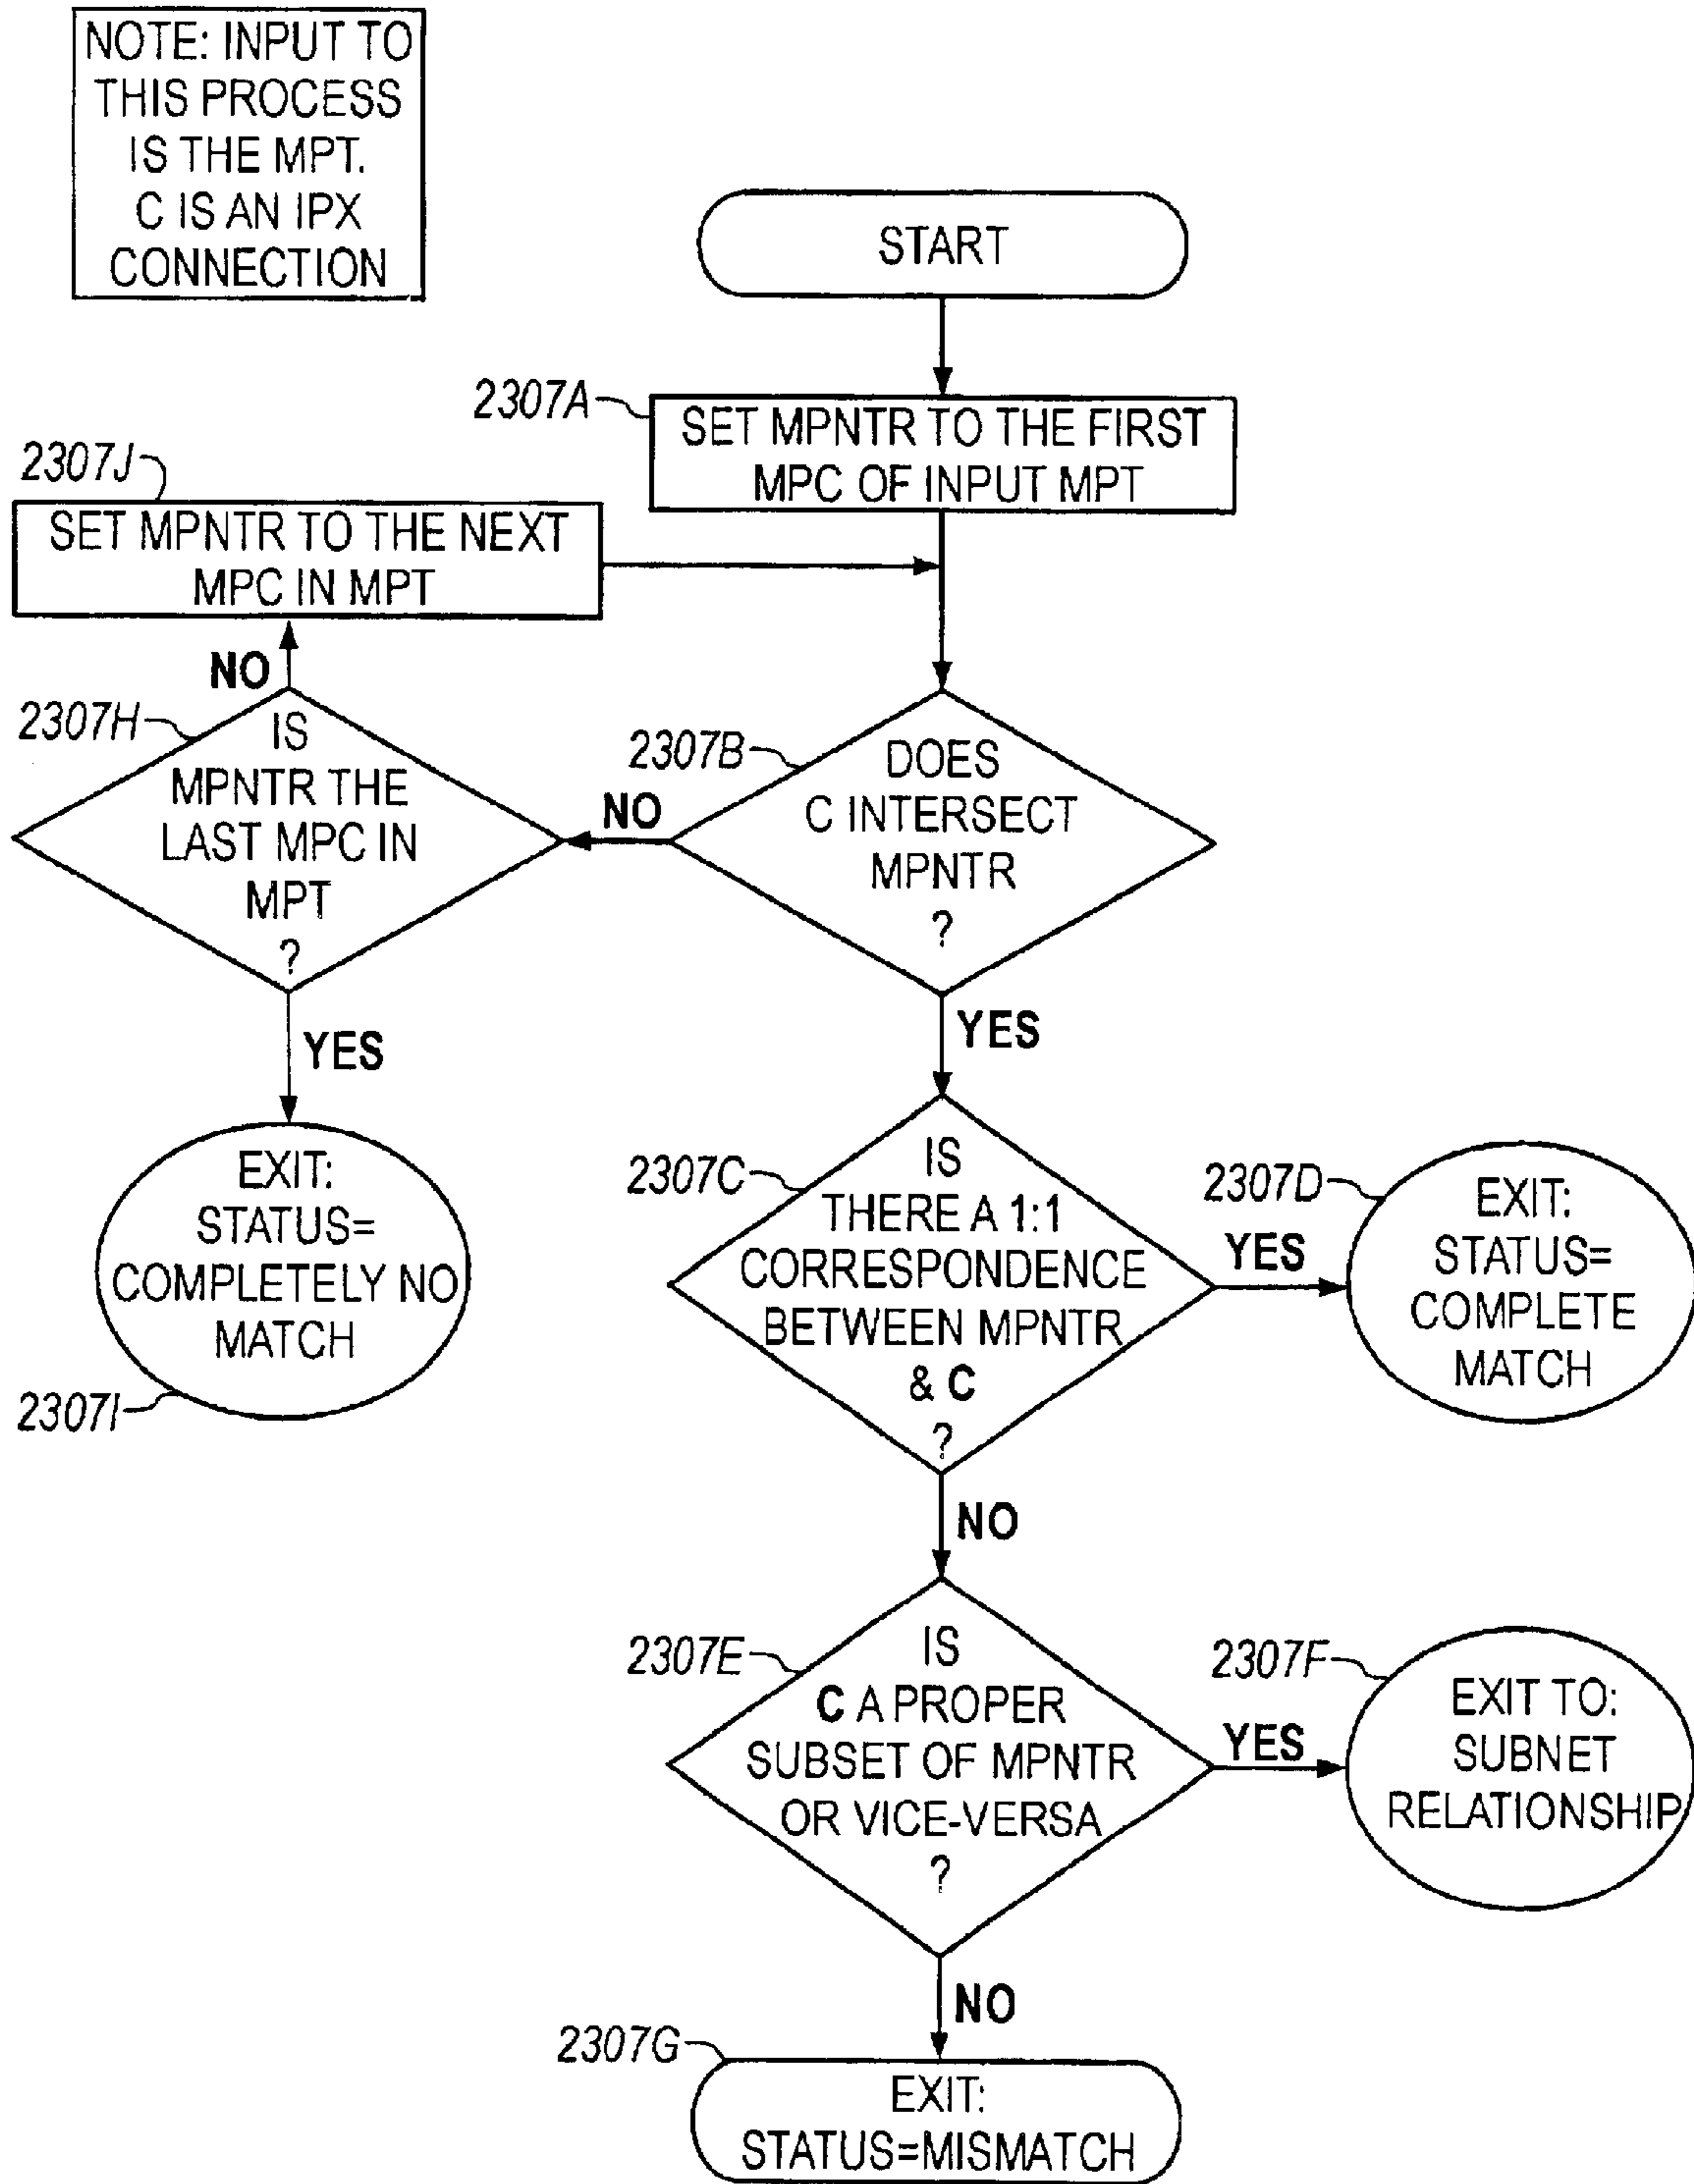 NOTE: INPUT TO
THIS PROCESS
IS THE MPT.
C IS AN IPX
CONNECTION
START
2307A
SET MPNTR TO THE FIRST
MPC OF INPUT MPT
2307J
SET MPNTR TO THE NEXT
MPC IN MPT
NO
2307H
IS
MPNTR THE
LAST MPC IN
MPT
?
2307B
DOES
C INTERSECT
MPNTR
?
NO
YES
YES
EXIT:
STATUS=
COMPLETELY NO
MATCH
2307I
2307C
IS
THERE A 1:1
CORRESPONDENCE
BETWEEN MPNTR
& C
?
YES
2307D
EXIT:
STATUS=
COMPLETE
MATCH
NO
2307E
IS
C A PROPER
SUBSET OF MPNTR
OR VICE-VERSA
?
YES
2307F
EXIT TO:
SUBNET
RELATIONSHIP
NO
2307G
EXIT:
STATUS=MISMATCH